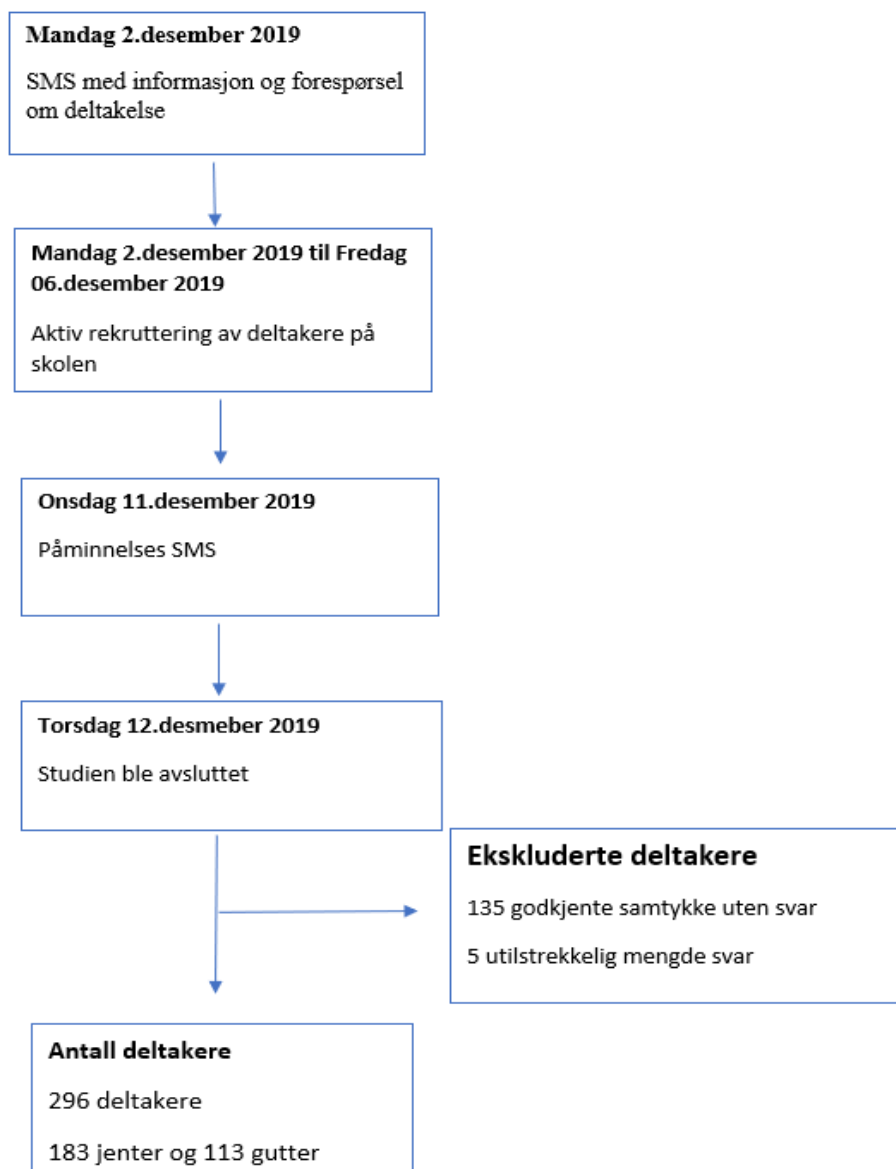 Mandag 2.desember 2019
SMS med informasjon og forespørsel
om deltakelse
Mandag 2.desember 2019 til Fredag
06.desember 2019
Aktiv rekruttering av deltakere på
skolen
Onsdag 11.desember 2019
Påminnelses SMS
Torsdag 12.desmeber 2019
Studien ble avsluttet
Ekskluderte deltakere
135 godkjente samtykke uten svar
5 utilstrekkelig mengde svar
Antall deltakere
296 deltakere
183 jenter og 113 gutter